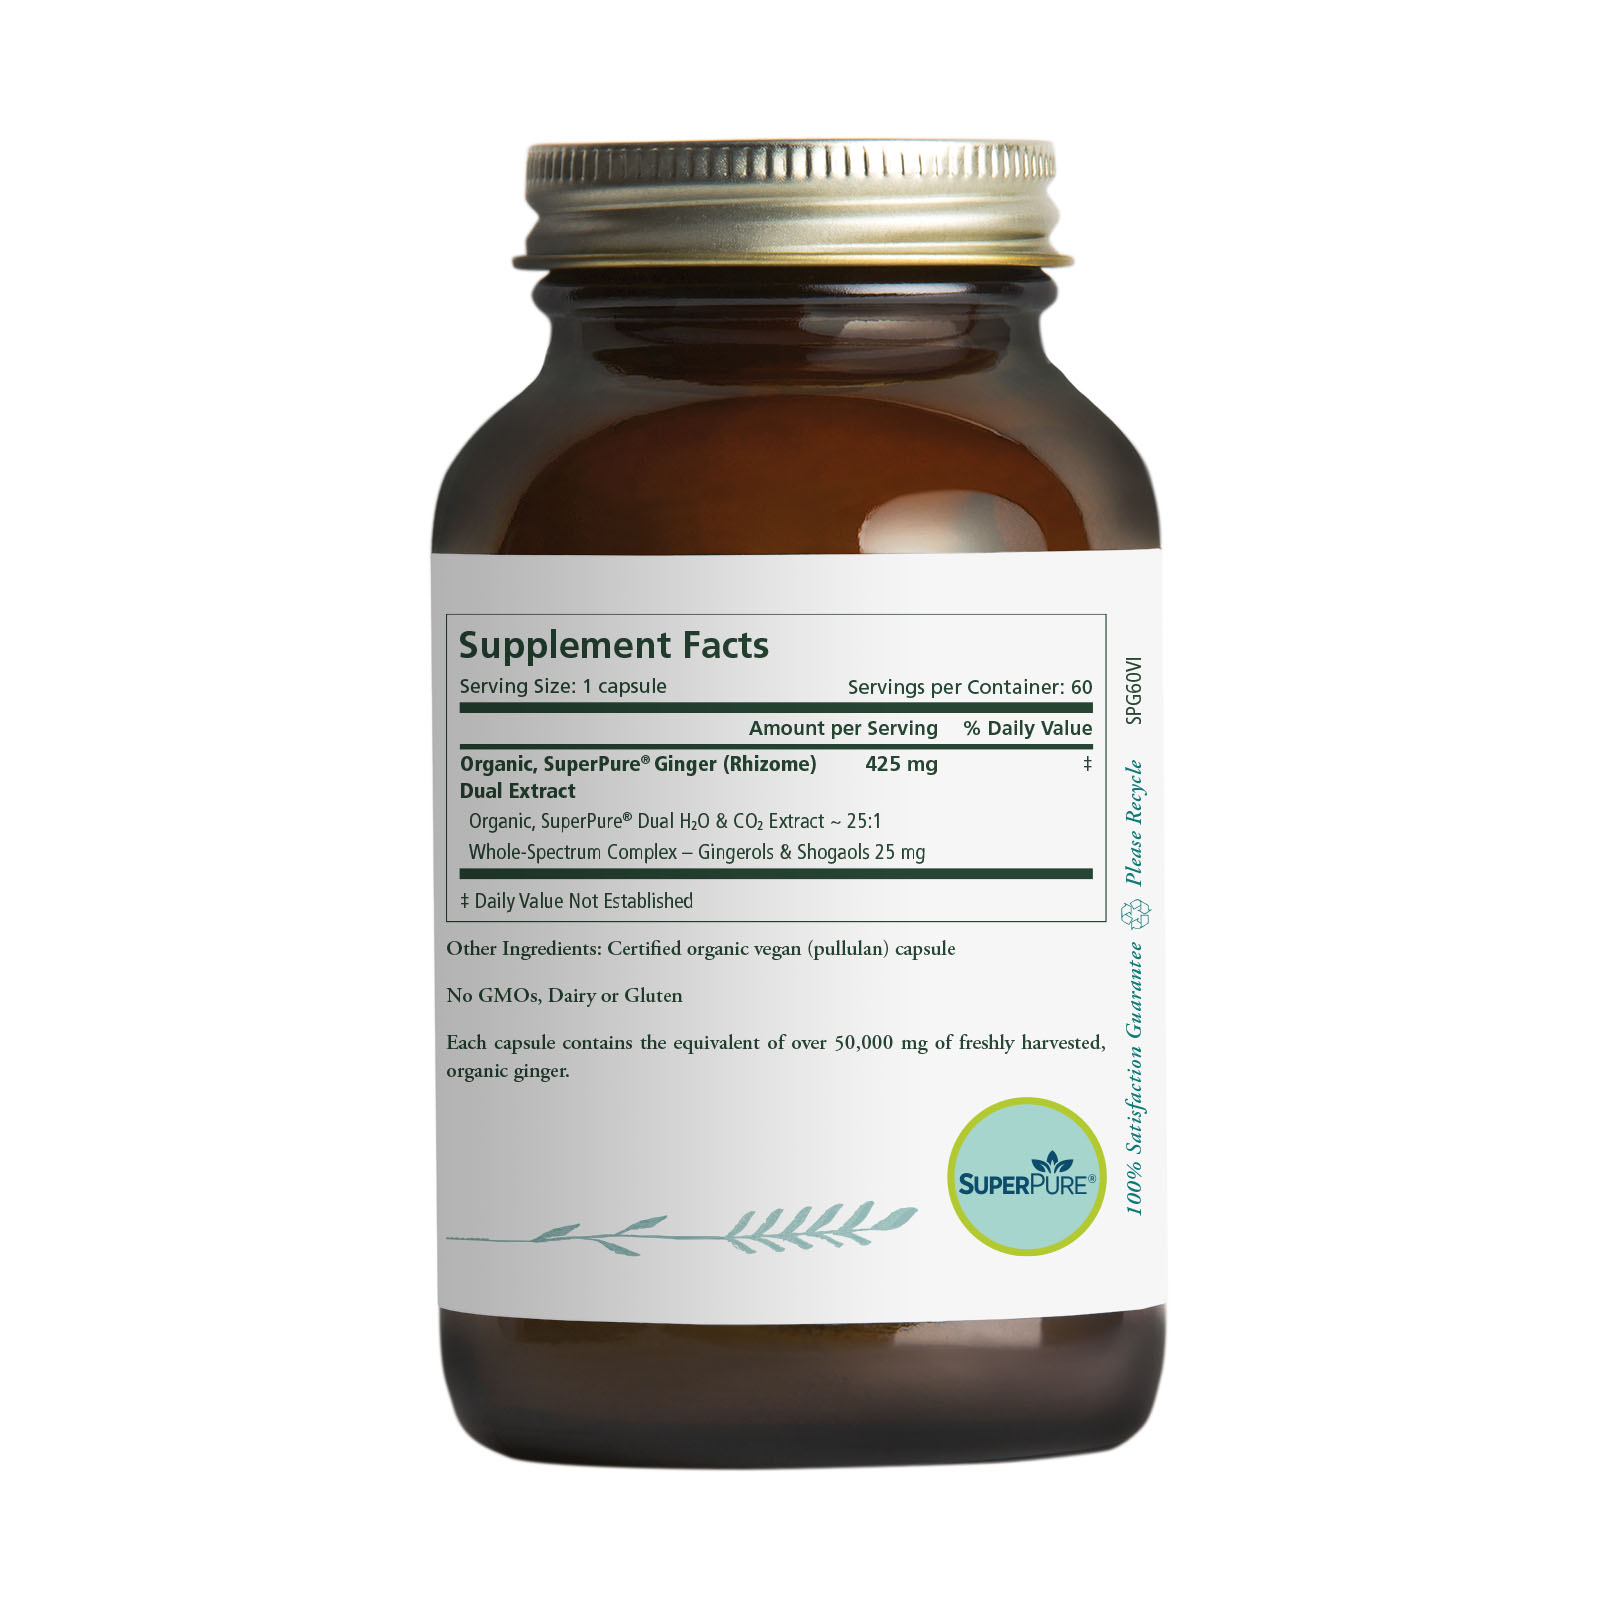 Supplement Facts
Serving Size: 1 capsule Servings per Container: 60
Amount per Serving % Daily Value
Organic, SuperPure® Ginger (Rhizome) 425 mg ‡
Dual Extract
Organic, SuperPure® Dual H₂O & CO₂ Extract ~ 25:1
Whole-Spectrum Complex – Gingerols & Shogaols 25 mg
‡ Daily Value Not Established
Other Ingredients: Certified organic vegan (pullulan) capsule
No GMOs, Dairy or Gluten
Each capsule contains the equivalent of over 50,000 mg of freshly harvested,
organic ginger.
SUPERPURE®
100% Satisfaction Guarantee Please Recycle SPG60VI